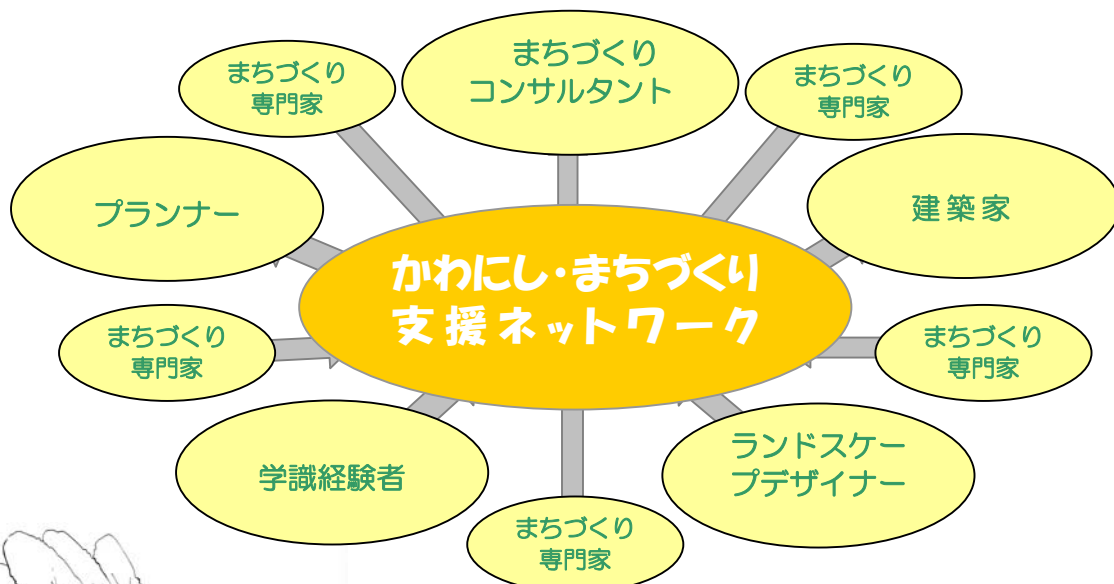 まちづくり
コンサルタント
まちづくり
専門家
まちづくり
専門家
プランナー
建築家
かわにし・まちづくり
支援ネットワーク
まちづくり
専門家
まちづくり
専門家
学識経験者
ランドスケー
プデザイナー
まちづくり
専門家